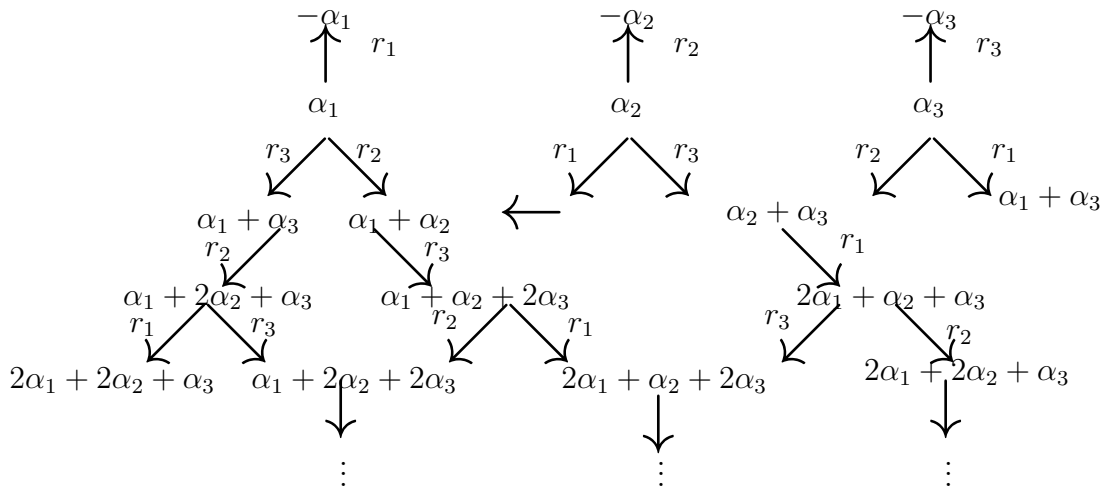 −α₁ −α₂ −α₃
r₁ r₂ r₃
α₁ α₂ α₃
r₃ r₂ r₁ r₃ r₂ r₁
α₁ + α₃ α₁ + α₂ α₂ + α₃ α₁ + α₃
r₂ r₃ r₁
α₁ + 2α₂ + α₃ α₁ + α₂ + 2α₃ 2α₁ + α₂ + α₃
r₁ r₃ r₂ r₁ r₃ r₂
2α₁ + 2α₂ + α₃ α₁ + 2α₂ + 2α₃ 2α₁ + α₂ + 2α₃ 2α₁ + 2α₂ + α₃
⋮ ⋮ ⋮